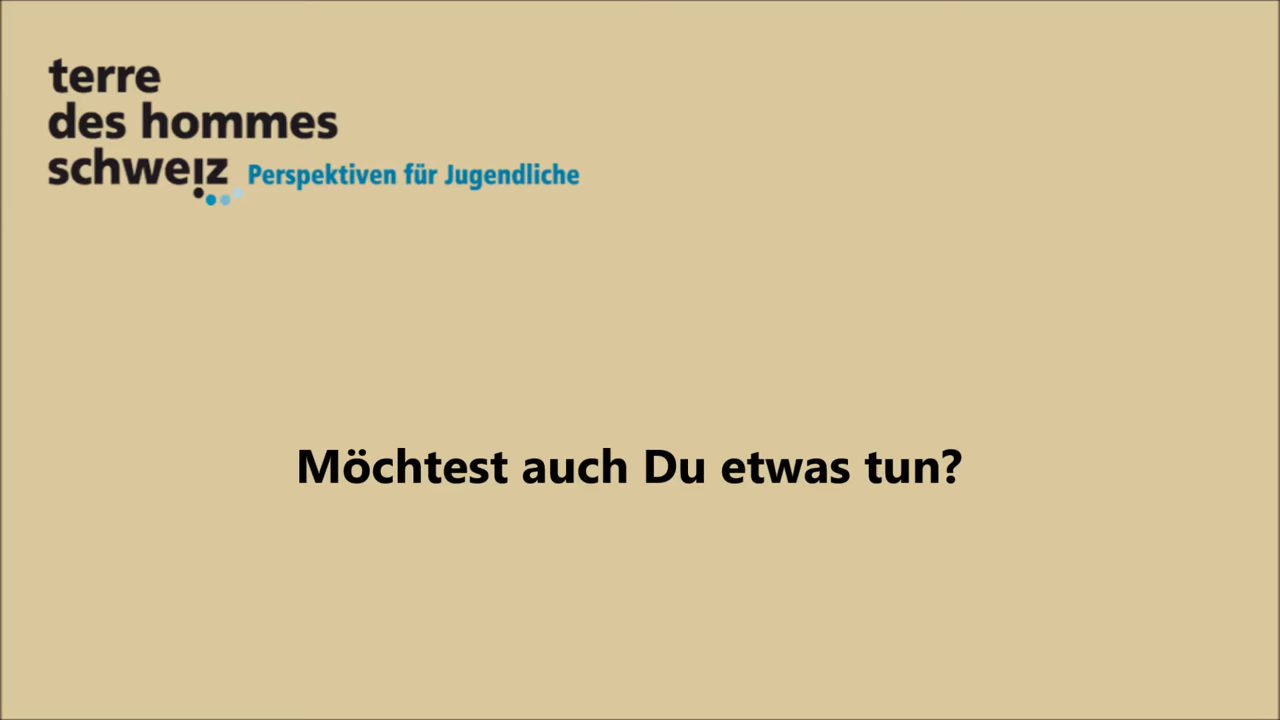 terre
des hommes
schweiz Perspektiven für Jugendliche
Möchtest auch Du etwas tun?